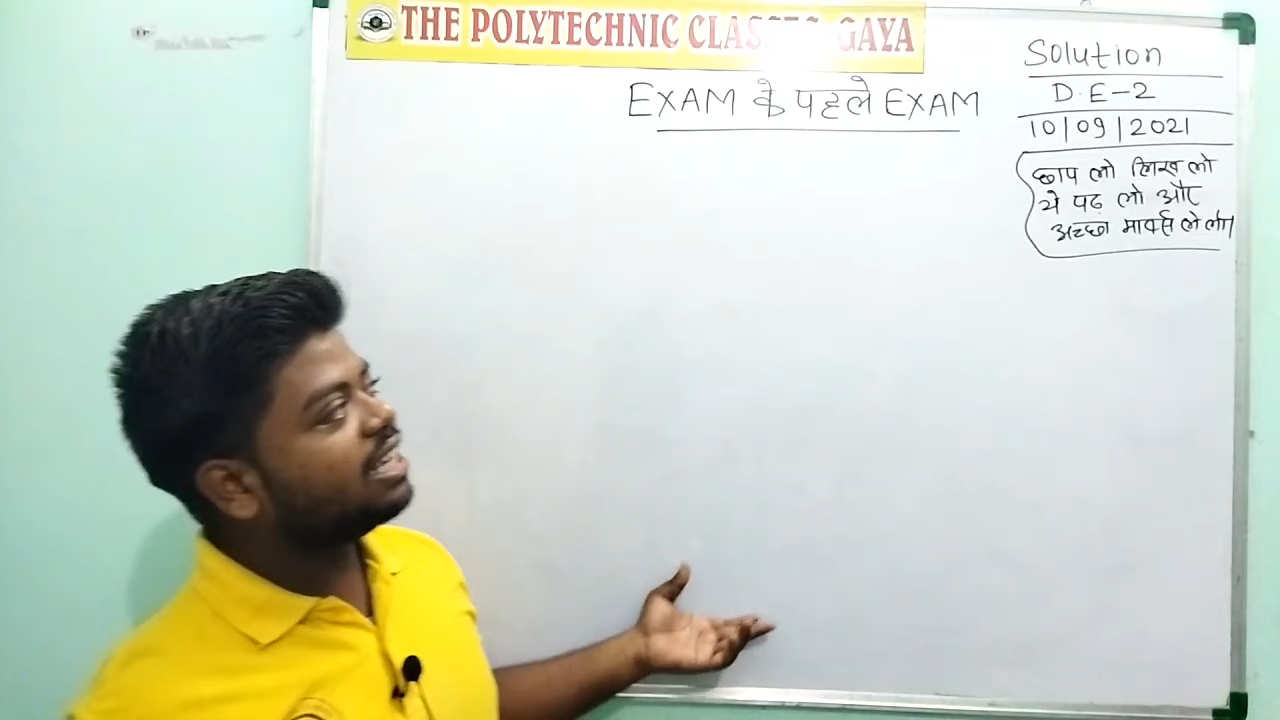 THE POLYTECHNIC CLASSES, GAYA
EXAM के पहले EXAM
Solution
D.E-2
10/09/2021
छाप लो लिख लो
ये पढ़ लो और
अच्छा मार्क्स ले लो।